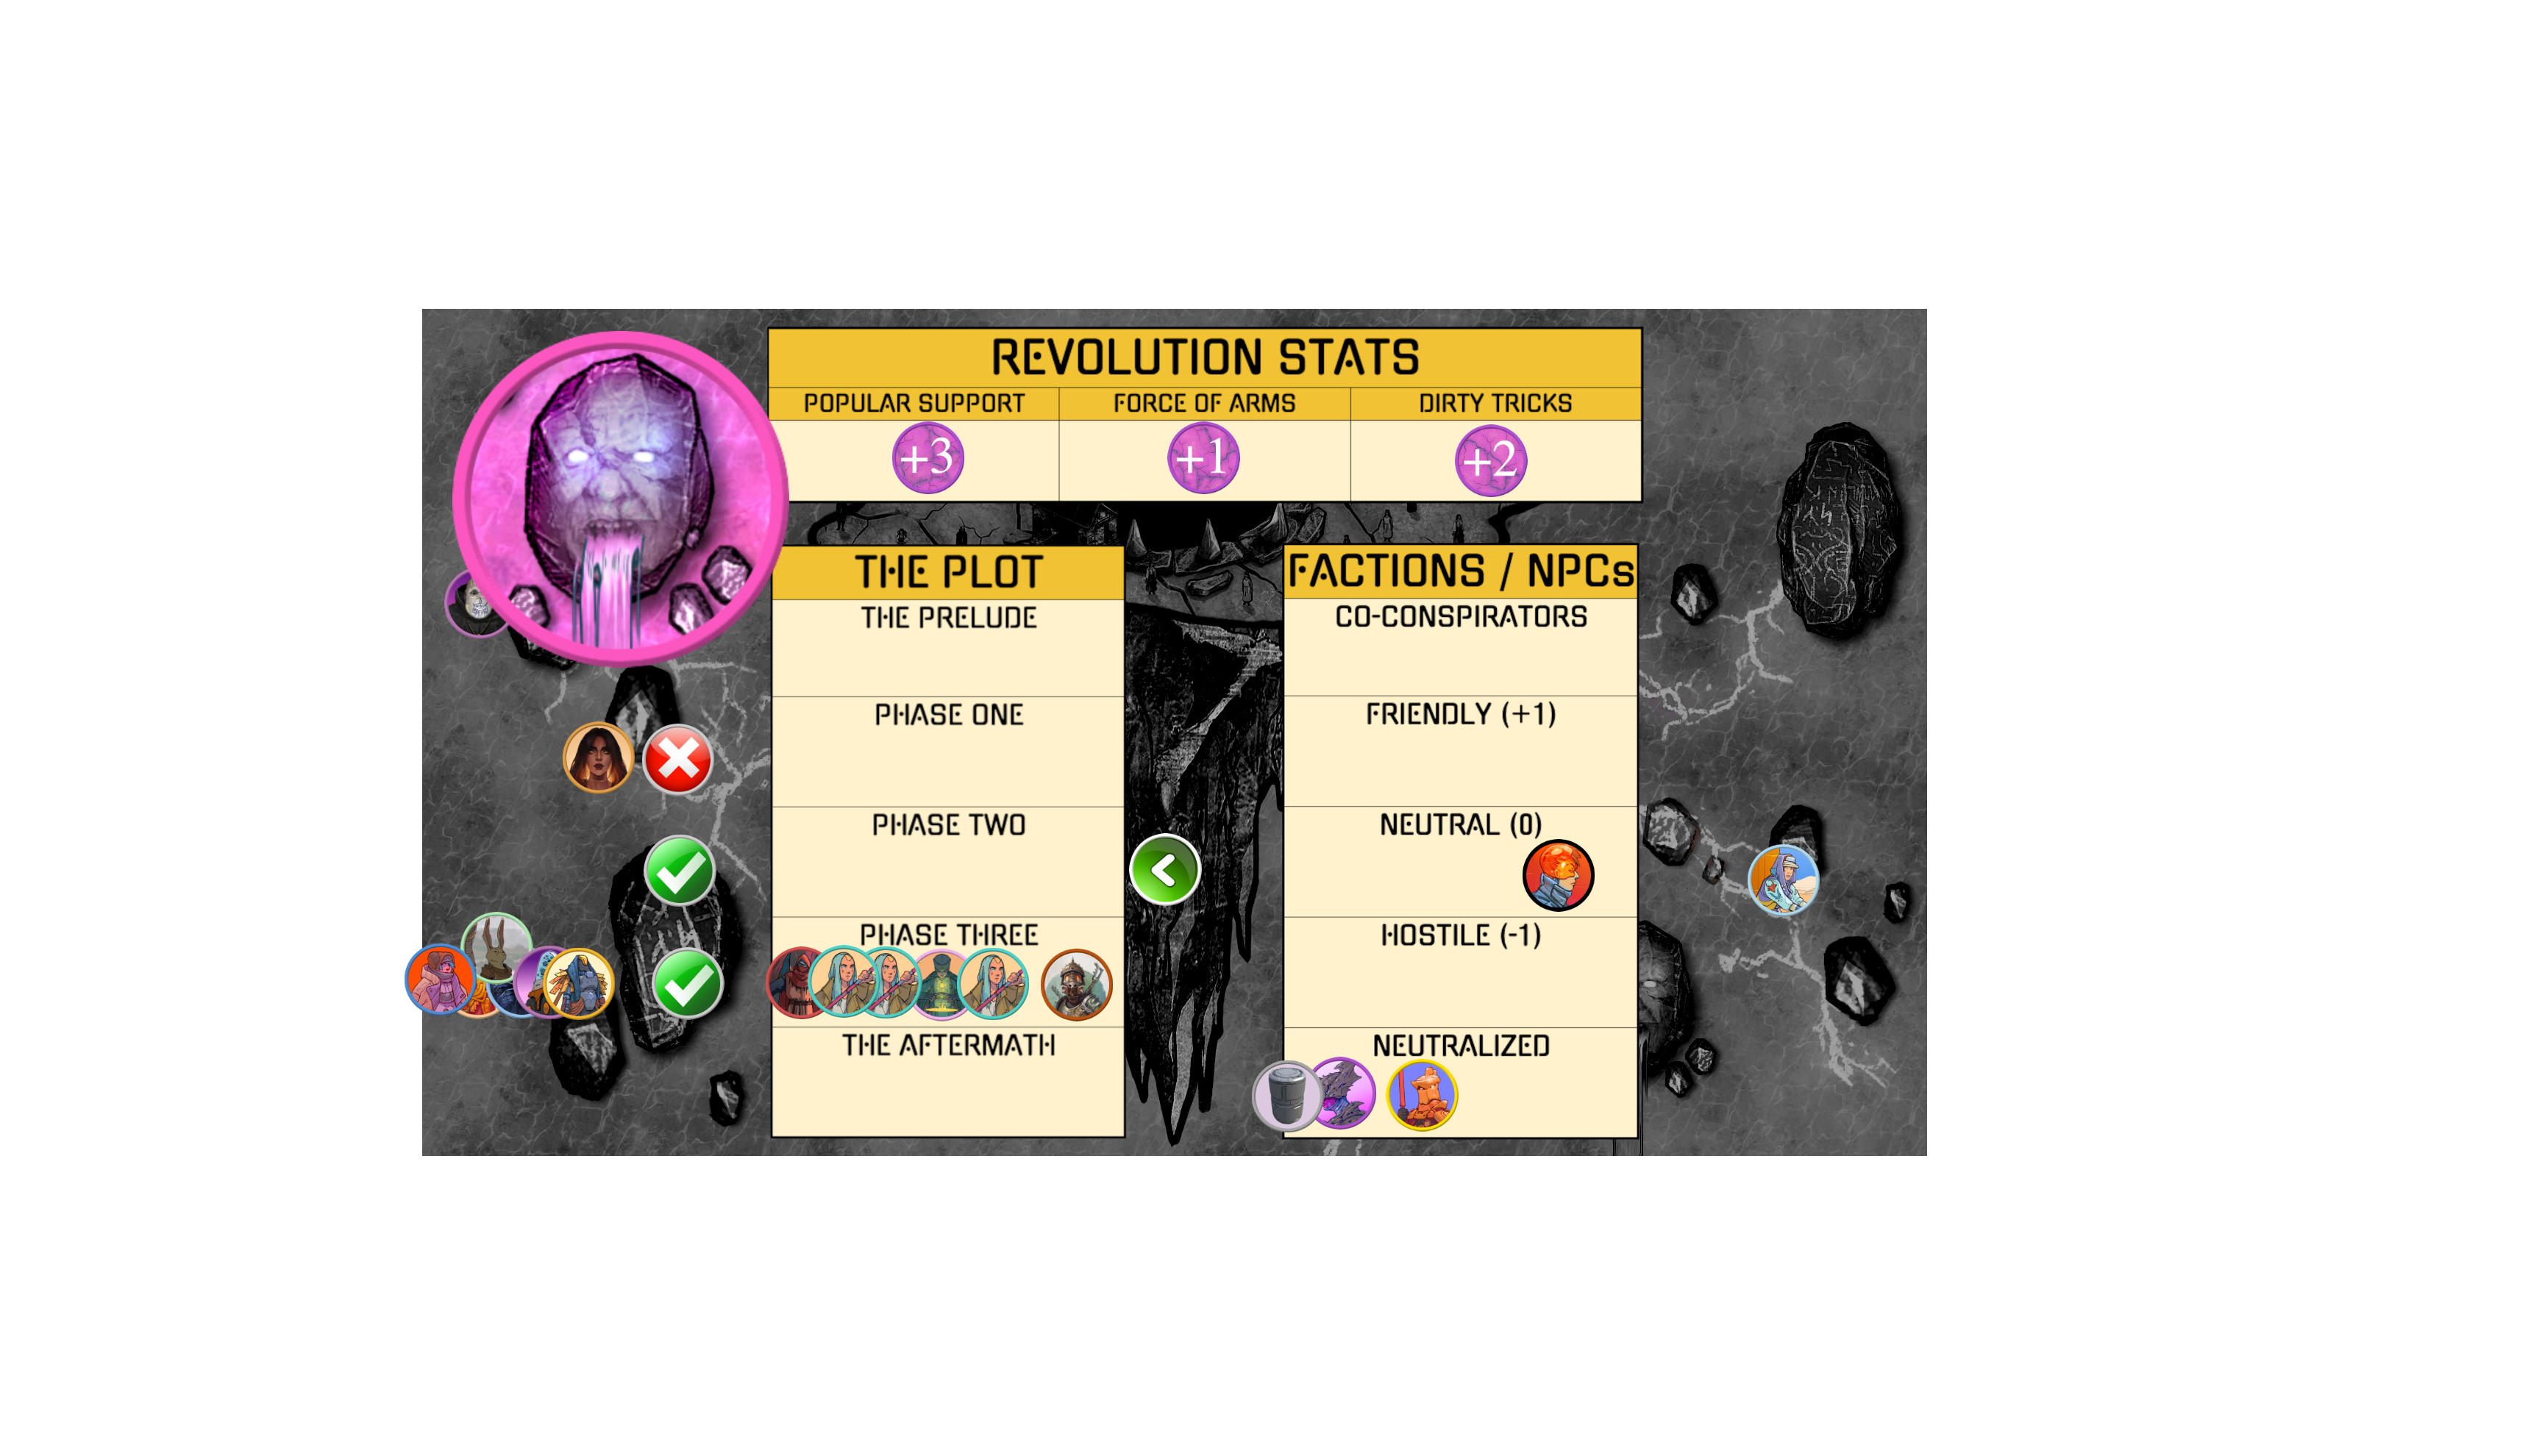 REVOLUTION STATS
POPULAR SUPPORT
FORCE OF ARMS
DIRTY TRICKS
+3
+1
+2
THE PLOT
THE PRELUDE
PHASE ONE
PHASE TWO
PHASE THREE
THE AFTERMATH
FACTIONS / NPCs
CO-CONSPIRATORS
FRIENDLY (+1)
NEUTRAL (0)
HOSTILE (-1)
NEUTRALIZED